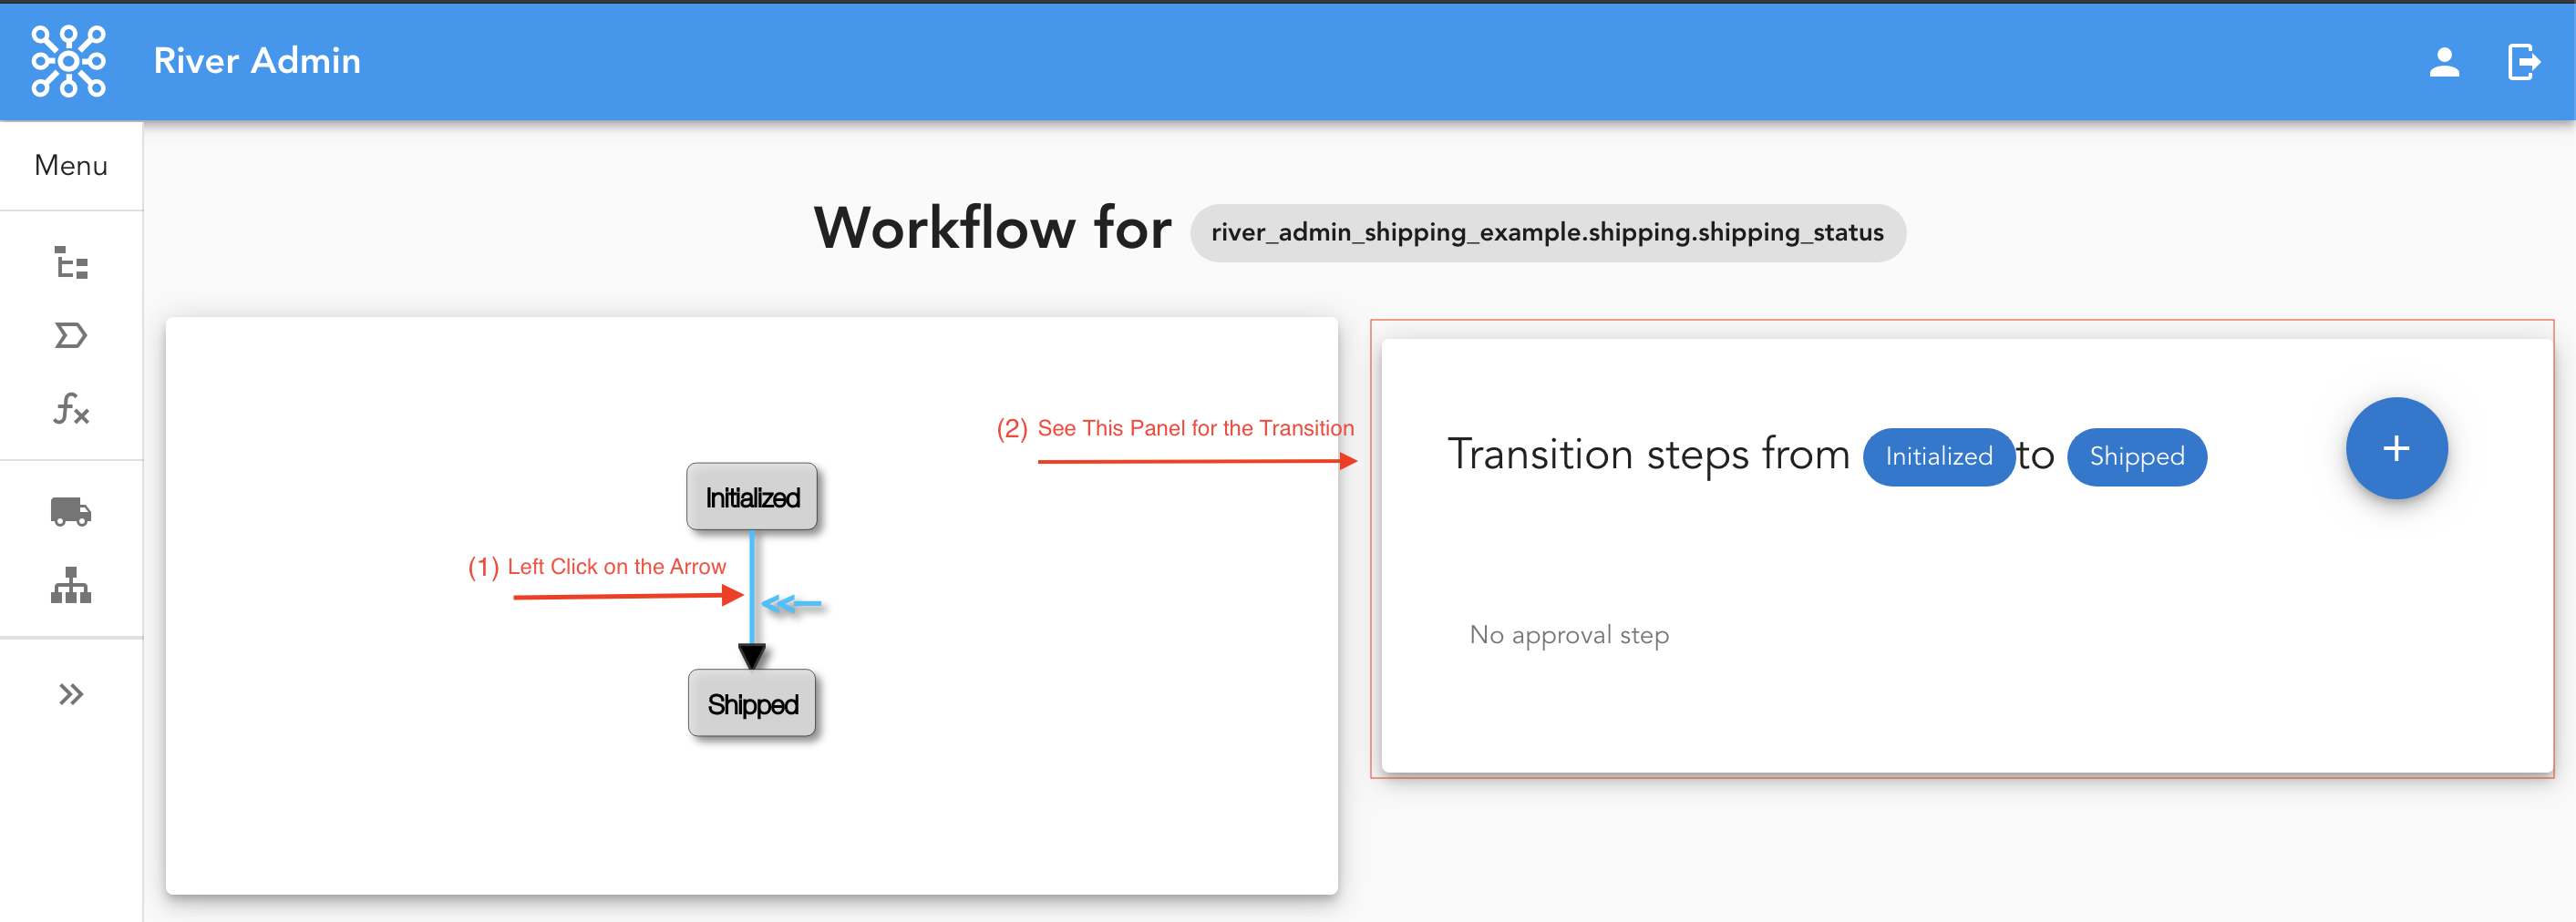 River Admin
Menu
Workflow for river_admin_shipping_example.shipping.shipping_status
(2) See This Panel for the Transition
Transition steps from Initialized to Shipped
+
Initialized
(1) Left Click on the Arrow
No approval step
Shipped